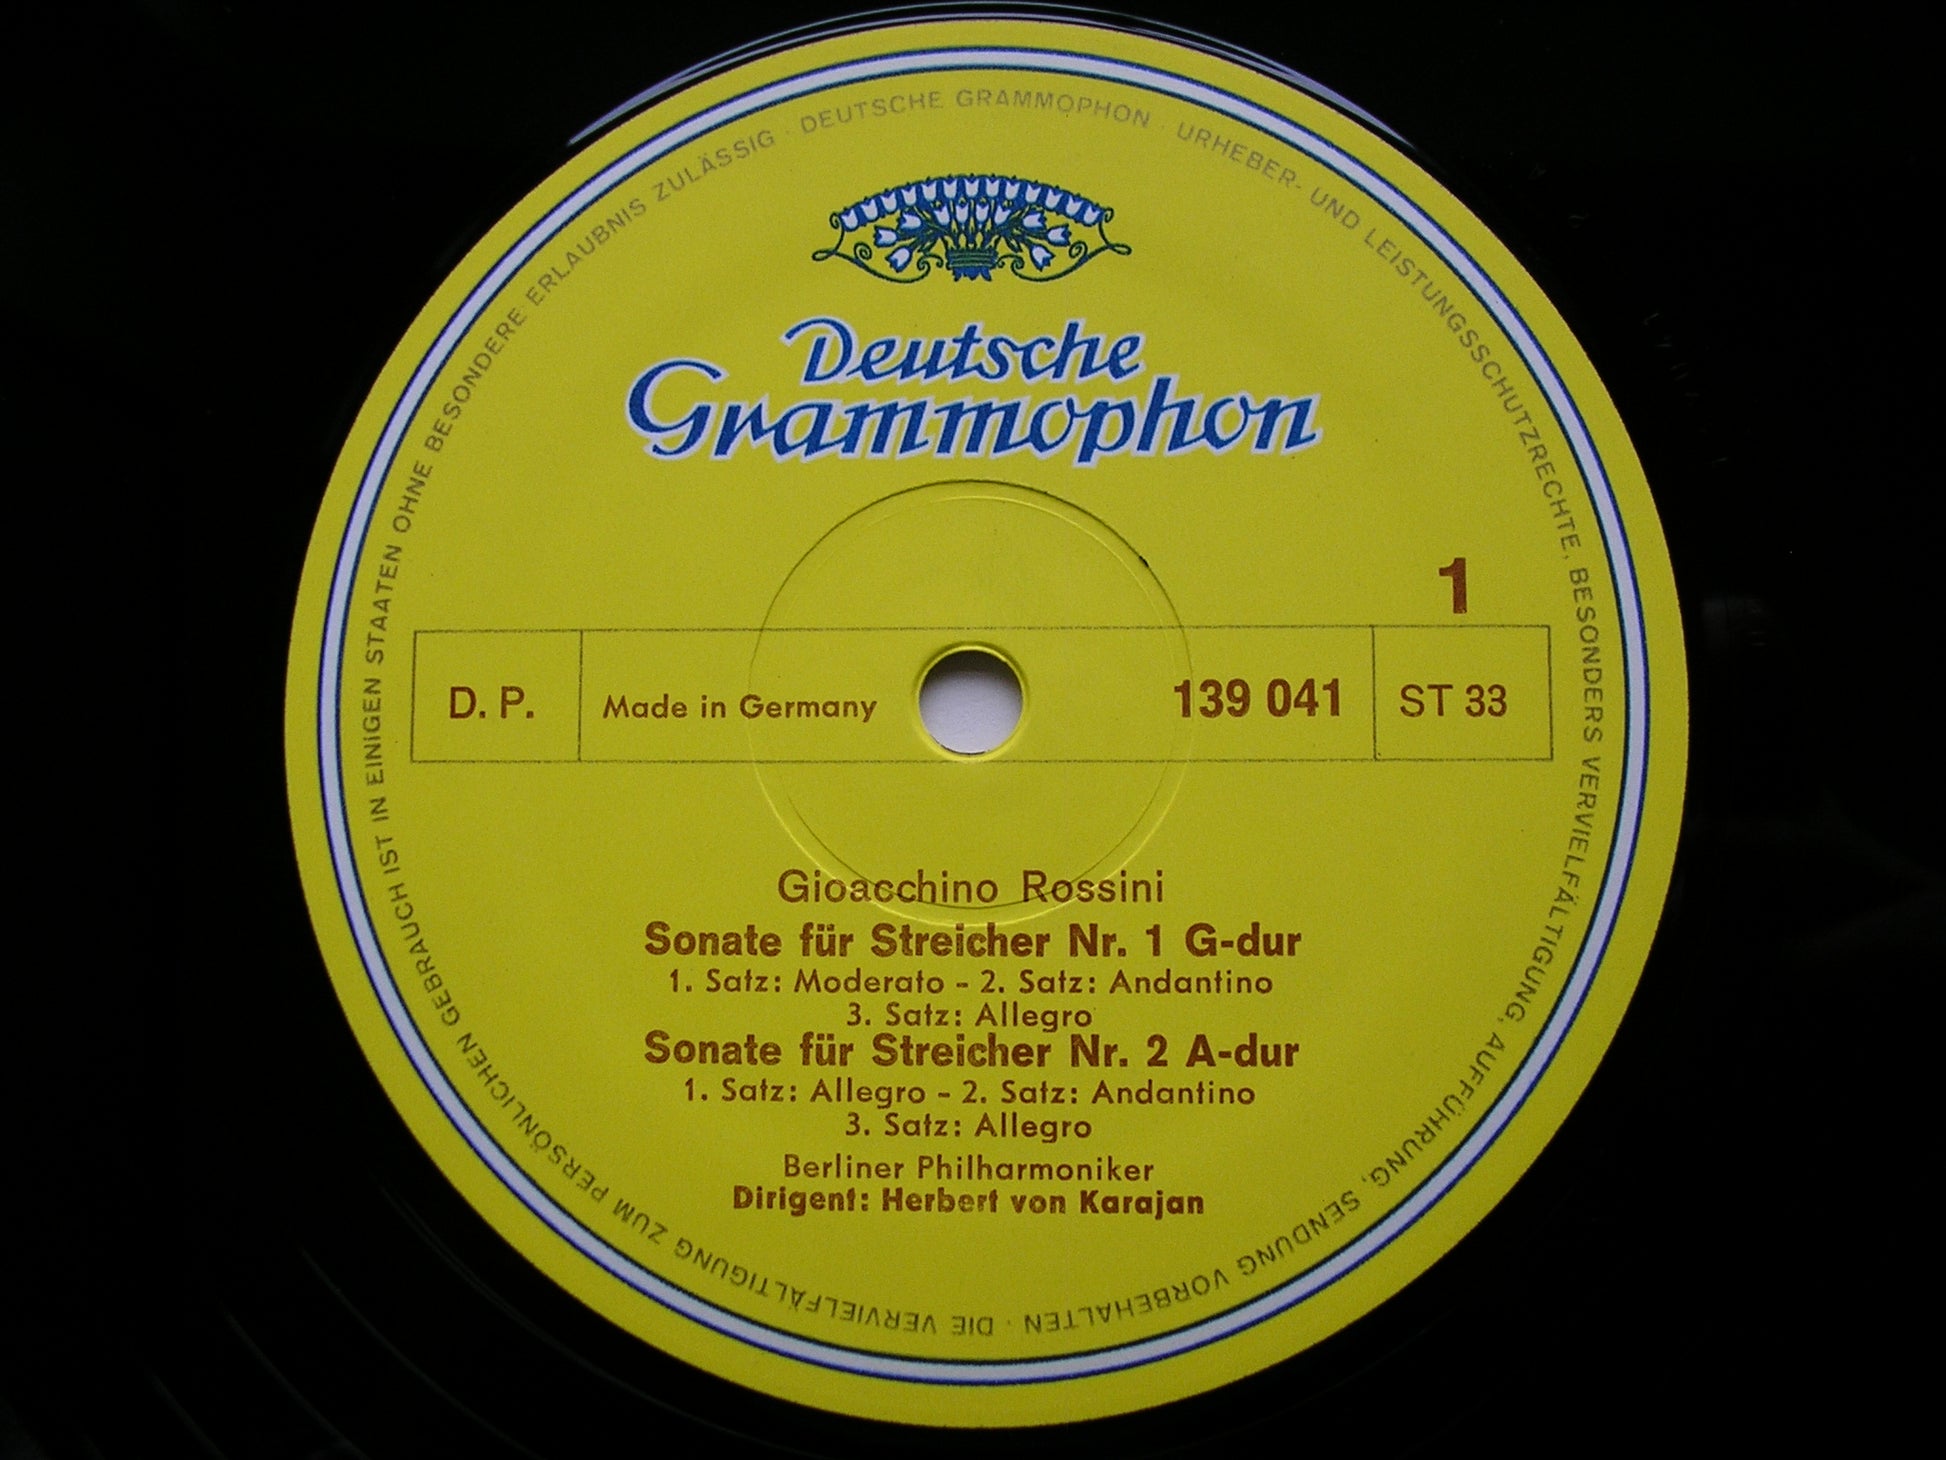 DEUTSCHE GRAMMOPHON · URHEBER- UND LEISTUNGSSCHUTZRECHTE, BESONDERS VERVIELFÄLTIGUNG, AUFFÜHRUNG, SENDUNG VORBEHALTEN · DIE VERVIELFÄLTIGUNG ZUM PERSÖNLICHEN GEBRAUCH IST IN EINIGEN STAATEN OHNE BESONDERE ERLAUBNIS ZULÄSSIG ·
Deutsche
Grammophon
1
D. P. Made in Germany 139 041 ST 33
Gioacchino Rossini
Sonate für Streicher Nr. 1 G-dur
1. Satz: Moderato - 2. Satz: Andantino
3. Satz: Allegro
Sonate für Streicher Nr. 2 A-dur
1. Satz: Allegro - 2. Satz: Andantino
3. Satz: Allegro
Berliner Philharmoniker
Dirigent: Herbert von Karajan